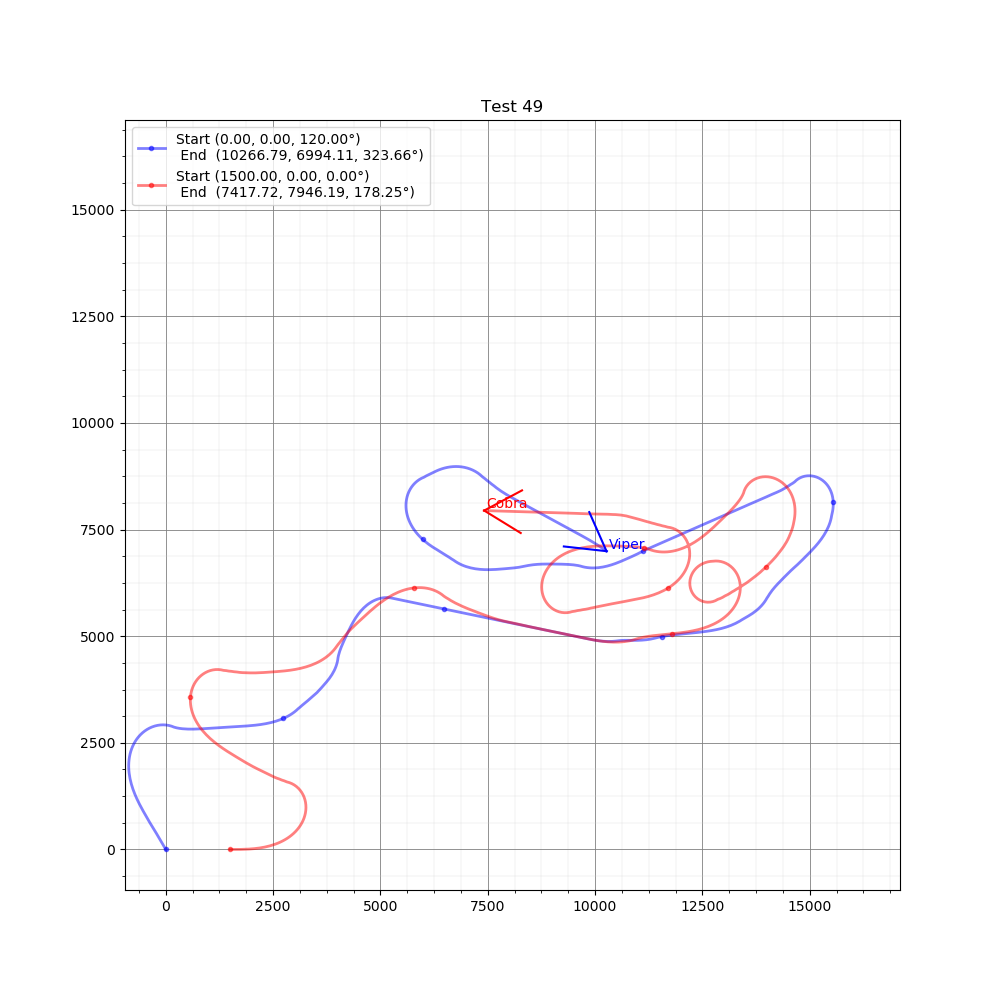 Test 49
Start (0.00, 0.00, 120.00°)
End  (10266.79, 6994.11, 323.66°)
Start (1500.00, 0.00, 0.00°)
End  (7417.72, 7946.19, 178.25°)
15000
12500
10000
7500
5000
2500
0
Cobra
Viper
0 2500 5000 7500 10000 12500 15000